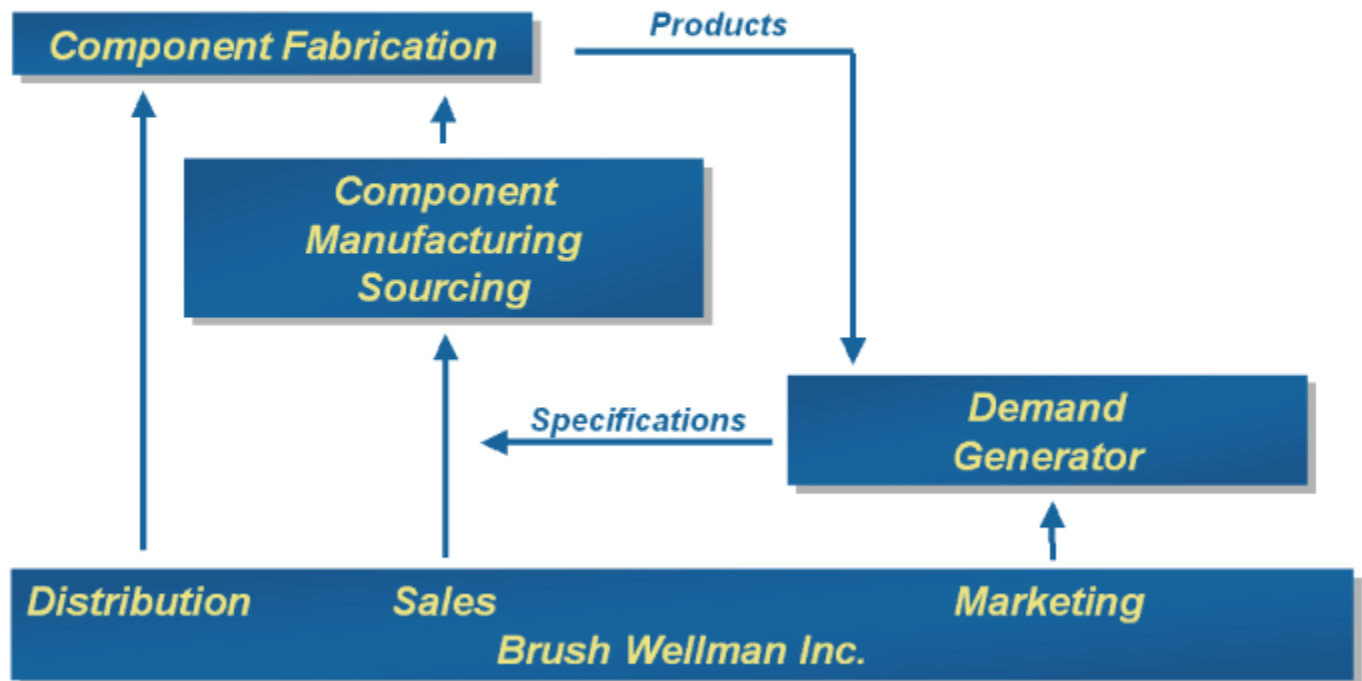 Component Fabrication
Products
Component
Manufacturing
Sourcing
Specifications
Demand
Generator
Distribution Sales Marketing
Brush Wellman Inc.